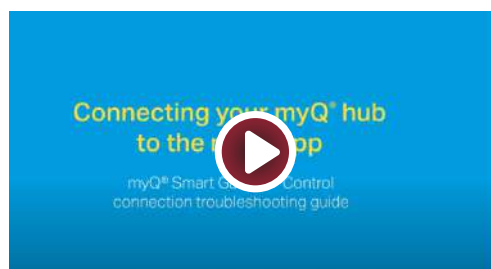 Connecting your myQ® hub
to the
myQ® Smart Control
connection troubleshooting guide